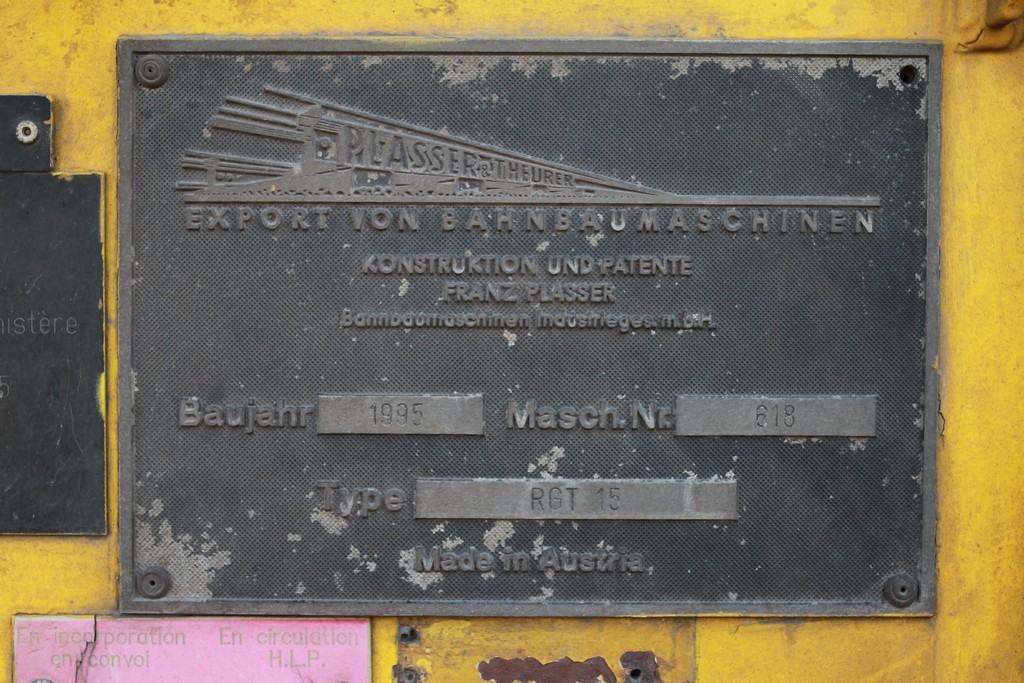 PLASSER & THEURER
EXPORT VON BAHNBAUMASCHINEN
KONSTRUKTION UND PATENTE
FRANZ PLASSER
Bahnbaumaschinen Industrieges. m.b.H.
Baujahr 1995 Masch.Nr. 618
Type RGT 15
Made in Austria
nistère
5
En incorporation
en convoi
En circulation
H.L.P.